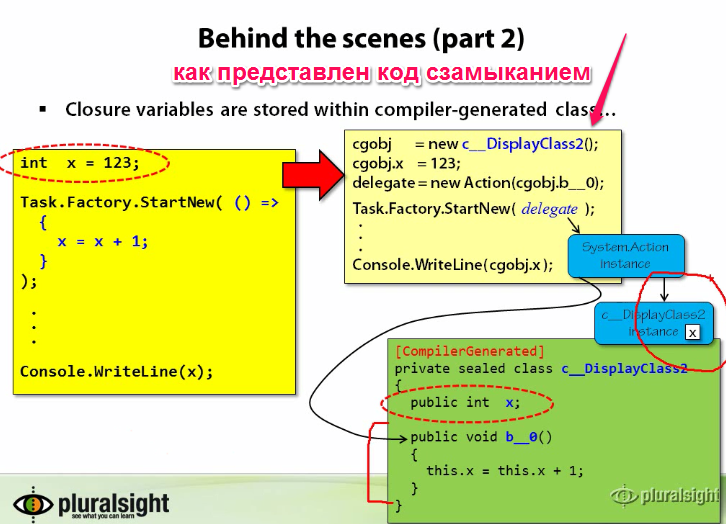 Behind the scenes (part 2)
как представлен код сзамыканием
▪ Closure variables are stored within compiler-generated class…
int x = 123;
Task.Factory.StartNew( () =>
{
x = x + 1;
}
);
.
.
.
Console.WriteLine(x);
cgobj = new c__DisplayClass2();
cgobj.x = 123;
delegate = new Action(cgobj.b__0);
Task.Factory.StartNew( delegate );
.
.
.
Console.WriteLine(cgobj.x );
System.Action
instance
c__DisplayClass2
instance x
[CompilerGenerated]
private sealed class c__DisplayClass2
{
public int x;
public void b__0()
{
this.x = this.x + 1;
}
}
pluralsight
see what you can learn
pluralsight